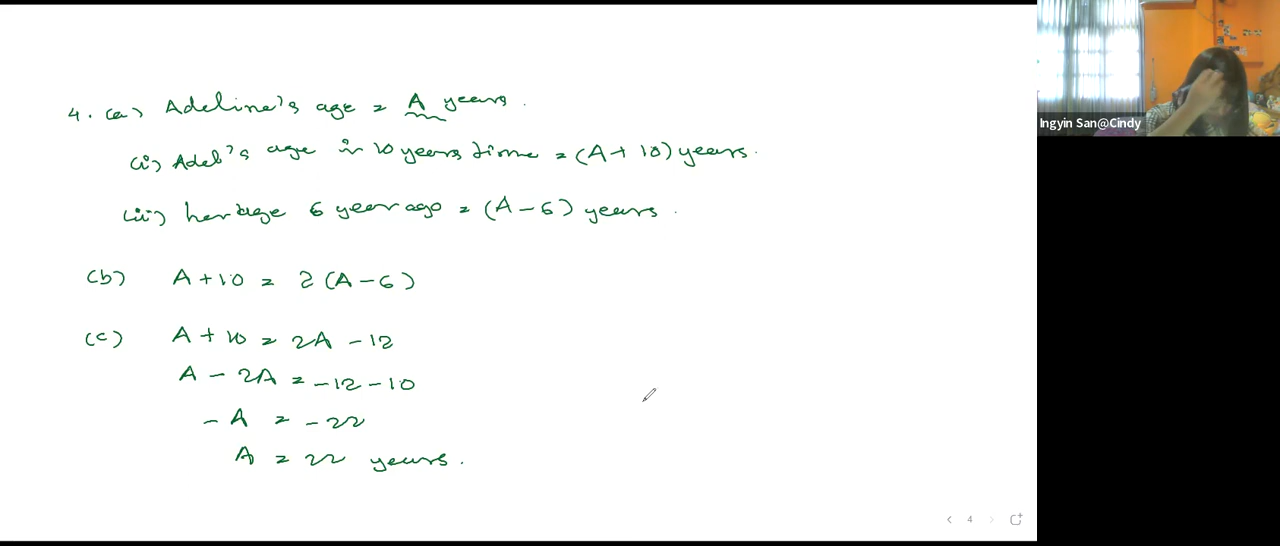 4. (a) Adeline's age = A years.
(i) Adel's age in 10 years time = (A + 10) years.
(ii) her age 6 year ago = (A - 6) years.
(b) A + 10 = 2 (A - 6)
(c) A + 10 = 2A - 12
A - 2A = -12 - 10
- A = - 22
A = 22 years.
Ingyin San@Cindy
4